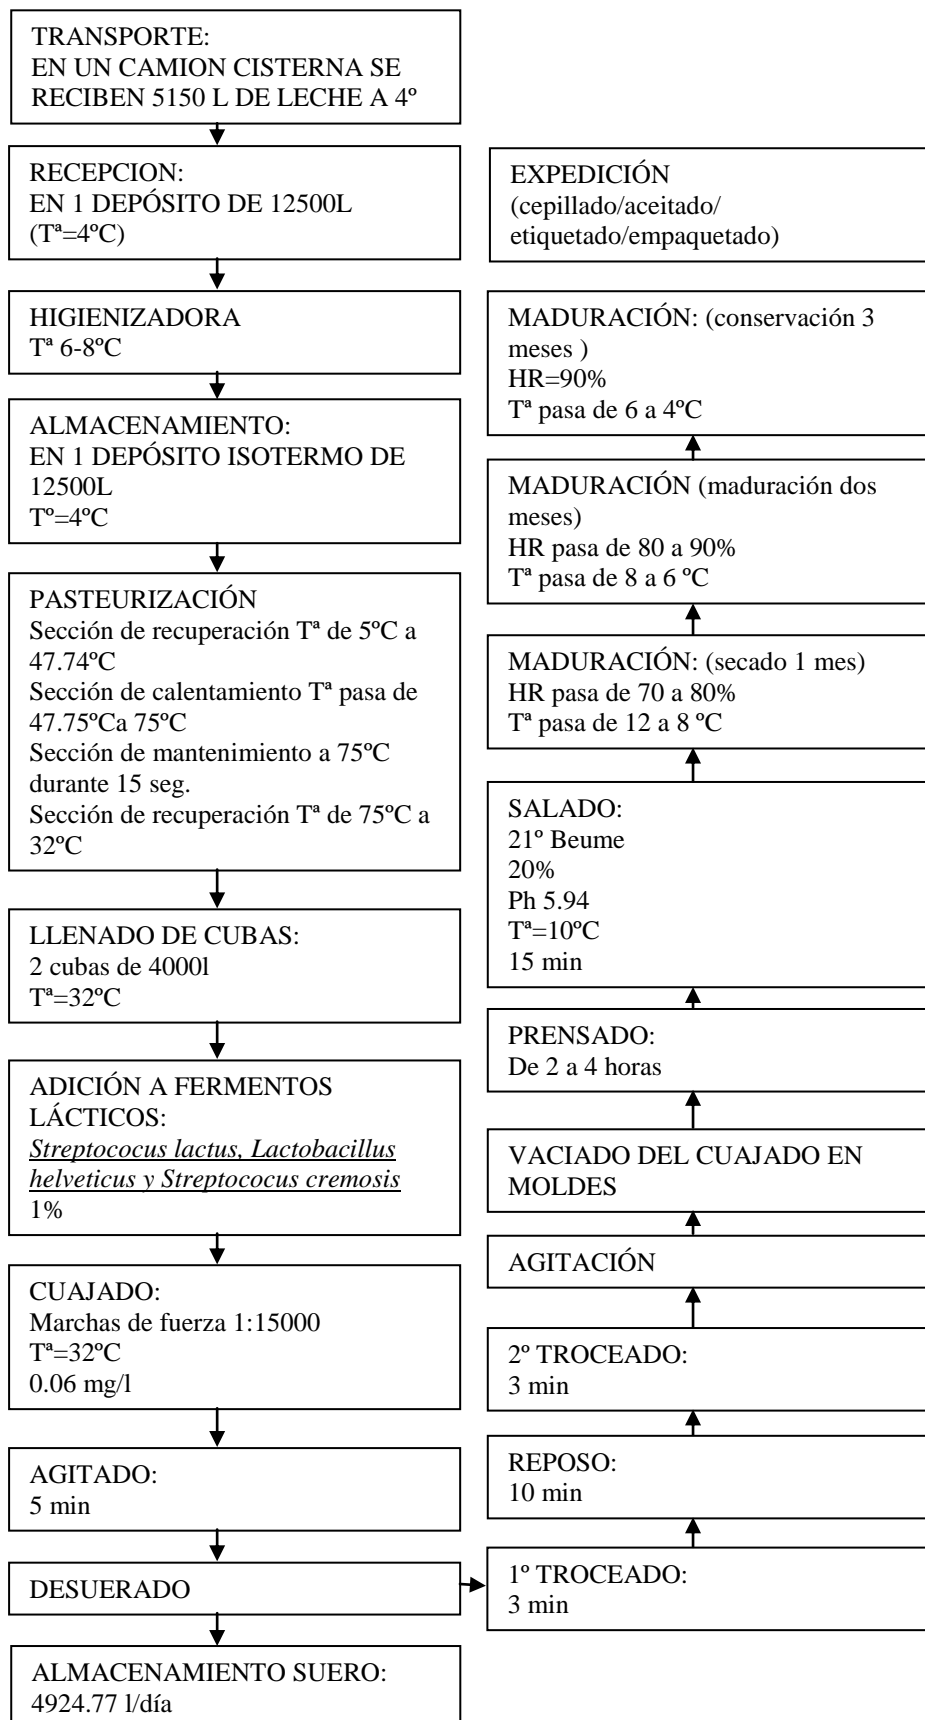 TRANSPORTE:
EN UN CAMION CISTERNA SE
RECIBEN 5150 L DE LECHE A 4º
RECEPCION:
EN 1 DEPÓSITO DE 12500L
(Tª=4ºC)
HIGIENIZADORA
Tª 6-8ºC
ALMACENAMIENTO:
EN 1 DEPÓSITO ISOTERMO DE
12500L
Tº=4ºC
PASTEURIZACIÓN
Sección de recuperación Tª de 5ºC a
47.74ºC
Sección de calentamiento Tª pasa de
47.75ºCa 75ºC
Sección de mantenimiento a 75ºC
durante 15 seg.
Sección de recuperación Tª de 75ºC a
32ºC
LLENADO DE CUBAS:
2 cubas de 4000l
Tª=32ºC
ADICIÓN A FERMENTOS
LÁCTICOS:
Streptococus lactus, Lactobacillus
helveticus y Streptococus cremosis
1%
CUAJADO:
Marchas de fuerza 1:15000
Tª=32ºC
0.06 mg/l
AGITADO:
5 min
DESUERADO
ALMACENAMIENTO SUERO:
4924.77 l/día
1º TROCEADO:
3 min
REPOSO:
10 min
2º TROCEADO:
3 min
AGITACIÓN
VACIADO DEL CUAJADO EN
MOLDES
PRENSADO:
De 2 a 4 horas
SALADO:
21º Beume
20%
Ph 5.94
Tª=10ºC
15 min
MADURACIÓN: (secado 1 mes)
HR pasa de 70 a 80%
Tª pasa de 12 a 8 ºC
MADURACIÓN (maduración dos
meses)
HR pasa de 80 a 90%
Tª pasa de 8 a 6 ºC
MADURACIÓN: (conservación 3
meses )
HR=90%
Tª pasa de 6 a 4ºC
EXPEDICIÓN
(cepillado/aceitado/
etiquetado/empaquetado)